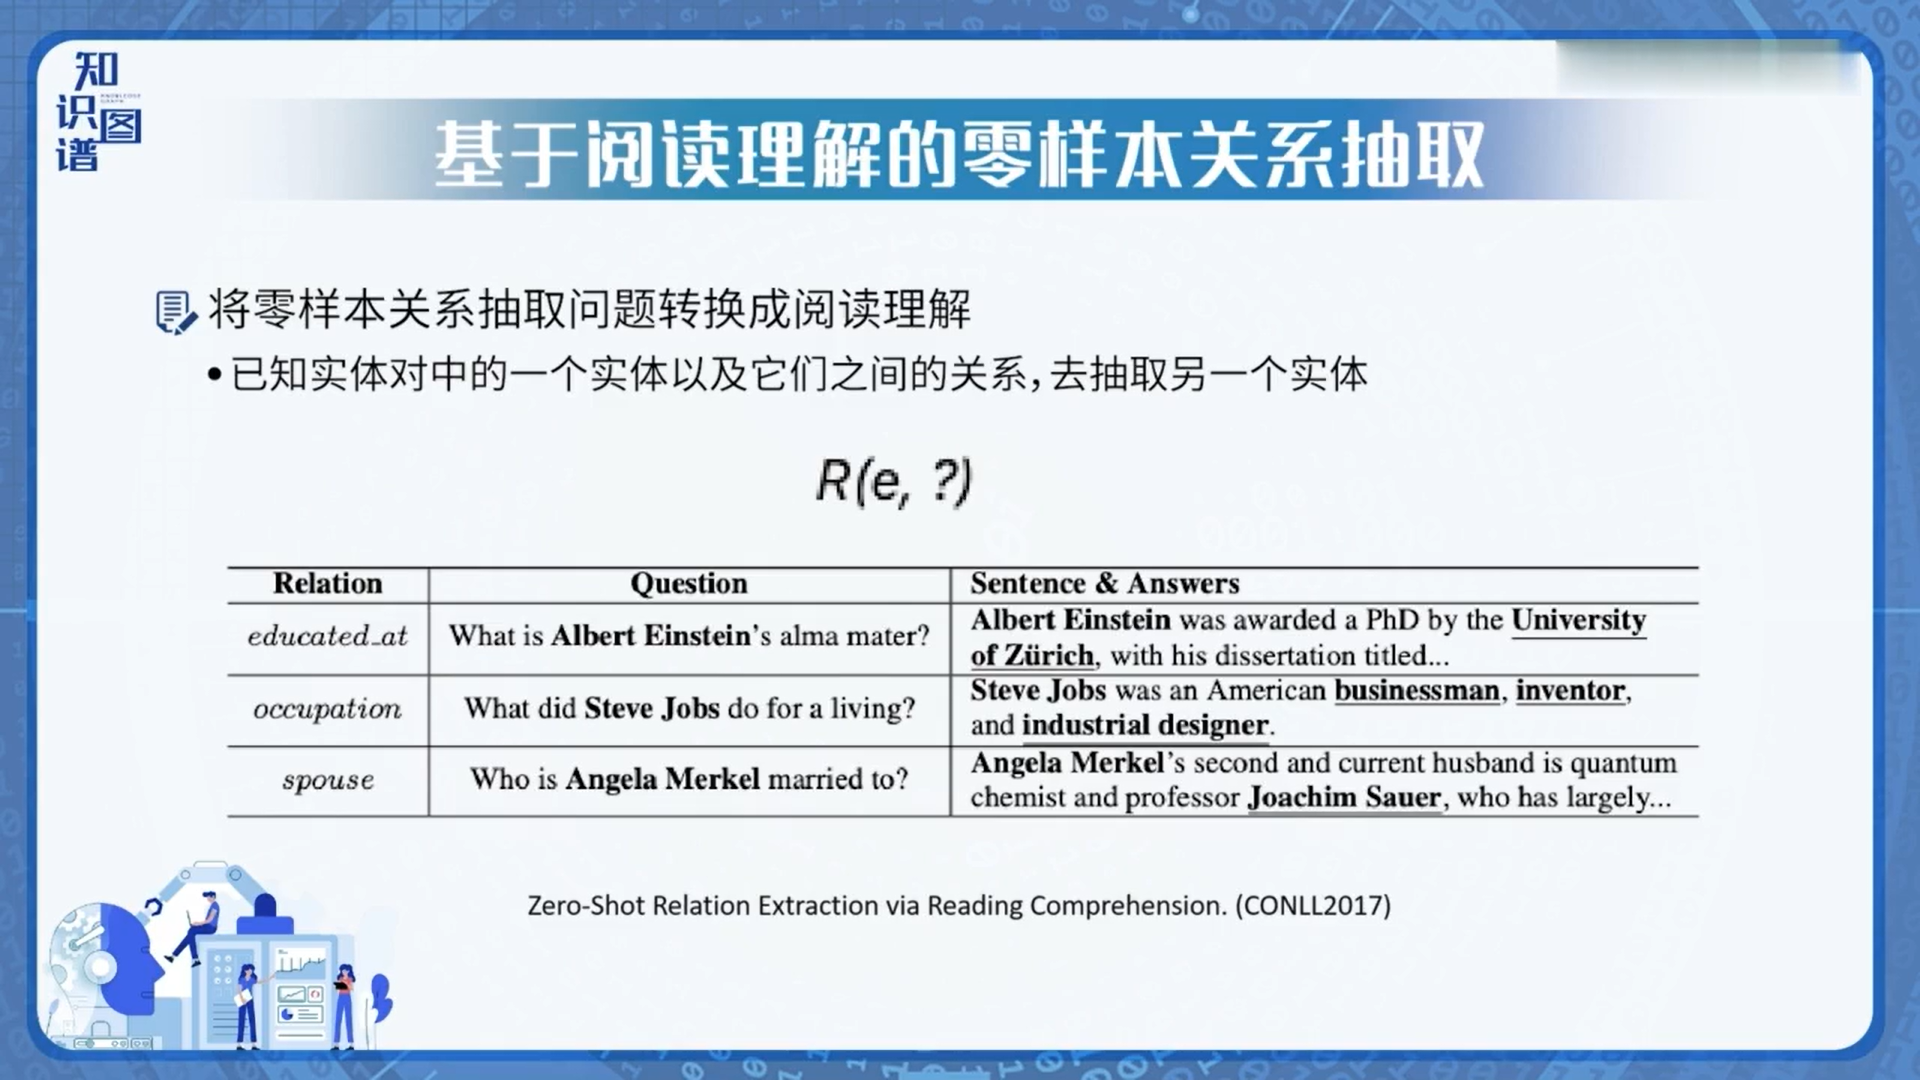 知识图谱
KNOWLEDGE GRAPH
基于阅读理解的零样本关系抽取
将零样本关系抽取问题转换成阅读理解
•已知实体对中的一个实体以及它们之间的关系,去抽取另一个实体
R(e, ?)
Relation Question Sentence & Answers
educated_at What is Albert Einstein's alma mater? Albert Einstein was awarded a PhD by the University
of Zürich, with his dissertation titled...
occupation What did Steve Jobs do for a living? Steve Jobs was an American businessman, inventor,
and industrial designer.
spouse Who is Angela Merkel married to? Angela Merkel's second and current husband is quantum
chemist and professor Joachim Sauer, who has largely...
Zero-Shot Relation Extraction via Reading Comprehension. (CONLL2017)